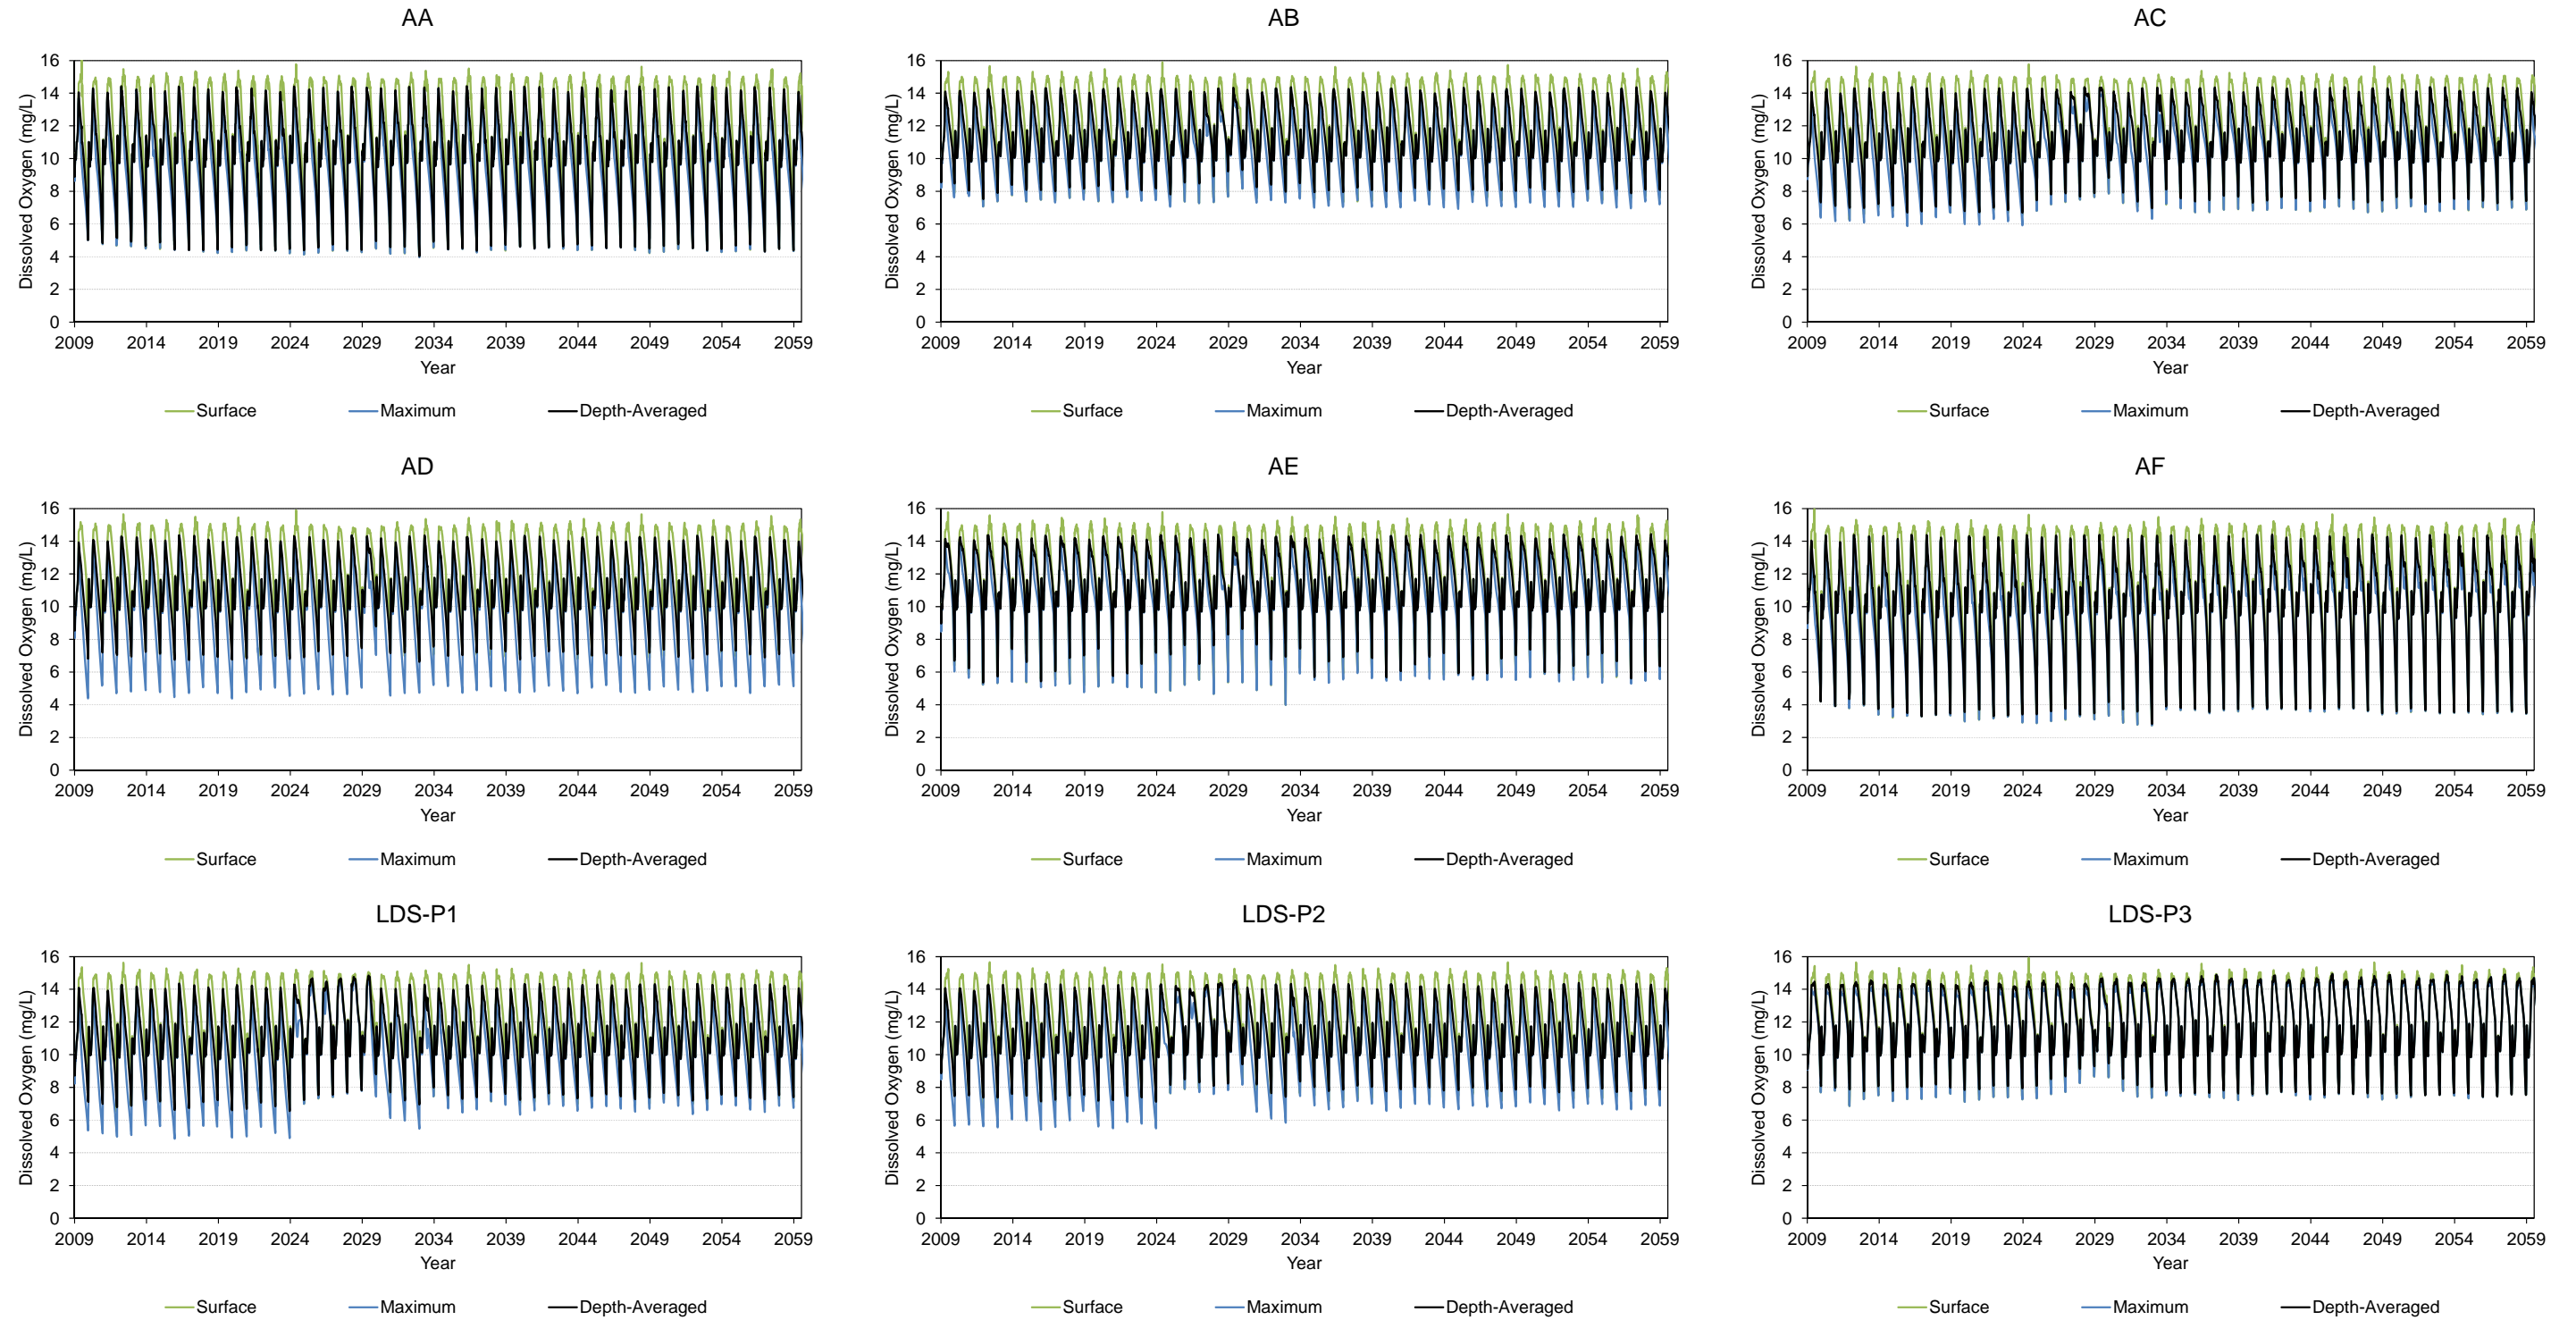 AA AB AC
16 16 16
14 14 14
12 12 12
10 10 10
8 8 8
6 6 6
4 4 4
2 2 2
0 0 0
Dissolved Oxygen (mg/L) Dissolved Oxygen (mg/L) Dissolved Oxygen (mg/L)
2009 2014 2019 2024 2029 2034 2039 2044 2049 2054 2059 2009 2014 2019 2024 2029 2034 2039 2044 2049 2054 2059 2009 2014 2019 2024 2029 2034 2039 2044 2049 2054 2059
Year Year Year
Surface Maximum Depth-Averaged Surface Maximum Depth-Averaged Surface Maximum Depth-Averaged
AD AE AF
16 16 16
14 14 14
12 12 12
10 10 10
8 8 8
6 6 6
4 4 4
2 2 2
0 0 0
Dissolved Oxygen (mg/L) Dissolved Oxygen (mg/L) Dissolved Oxygen (mg/L)
2009 2014 2019 2024 2029 2034 2039 2044 2049 2054 2059 2009 2014 2019 2024 2029 2034 2039 2044 2049 2054 2059 2009 2014 2019 2024 2029 2034 2039 2044 2049 2054 2059
Year Year Year
Surface Maximum Depth-Averaged Surface Maximum Depth-Averaged Surface Maximum Depth-Averaged
LDS-P1 LDS-P2 LDS-P3
16 16 16
14 14 14
12 12 12
10 10 10
8 8 8
6 6 6
4 4 4
2 2 2
0 0 0
Dissolved Oxygen (mg/L) Dissolved Oxygen (mg/L) Dissolved Oxygen (mg/L)
2009 2014 2019 2024 2029 2034 2039 2044 2049 2054 2059 2009 2014 2019 2024 2029 2034 2039 2044 2049 2054 2059 2009 2014 2019 2024 2029 2034 2039 2044 2049 2054 2059
Year Year Year
Surface Maximum Depth-Averaged Surface Maximum Depth-Averaged Surface Maximum Depth-Averaged